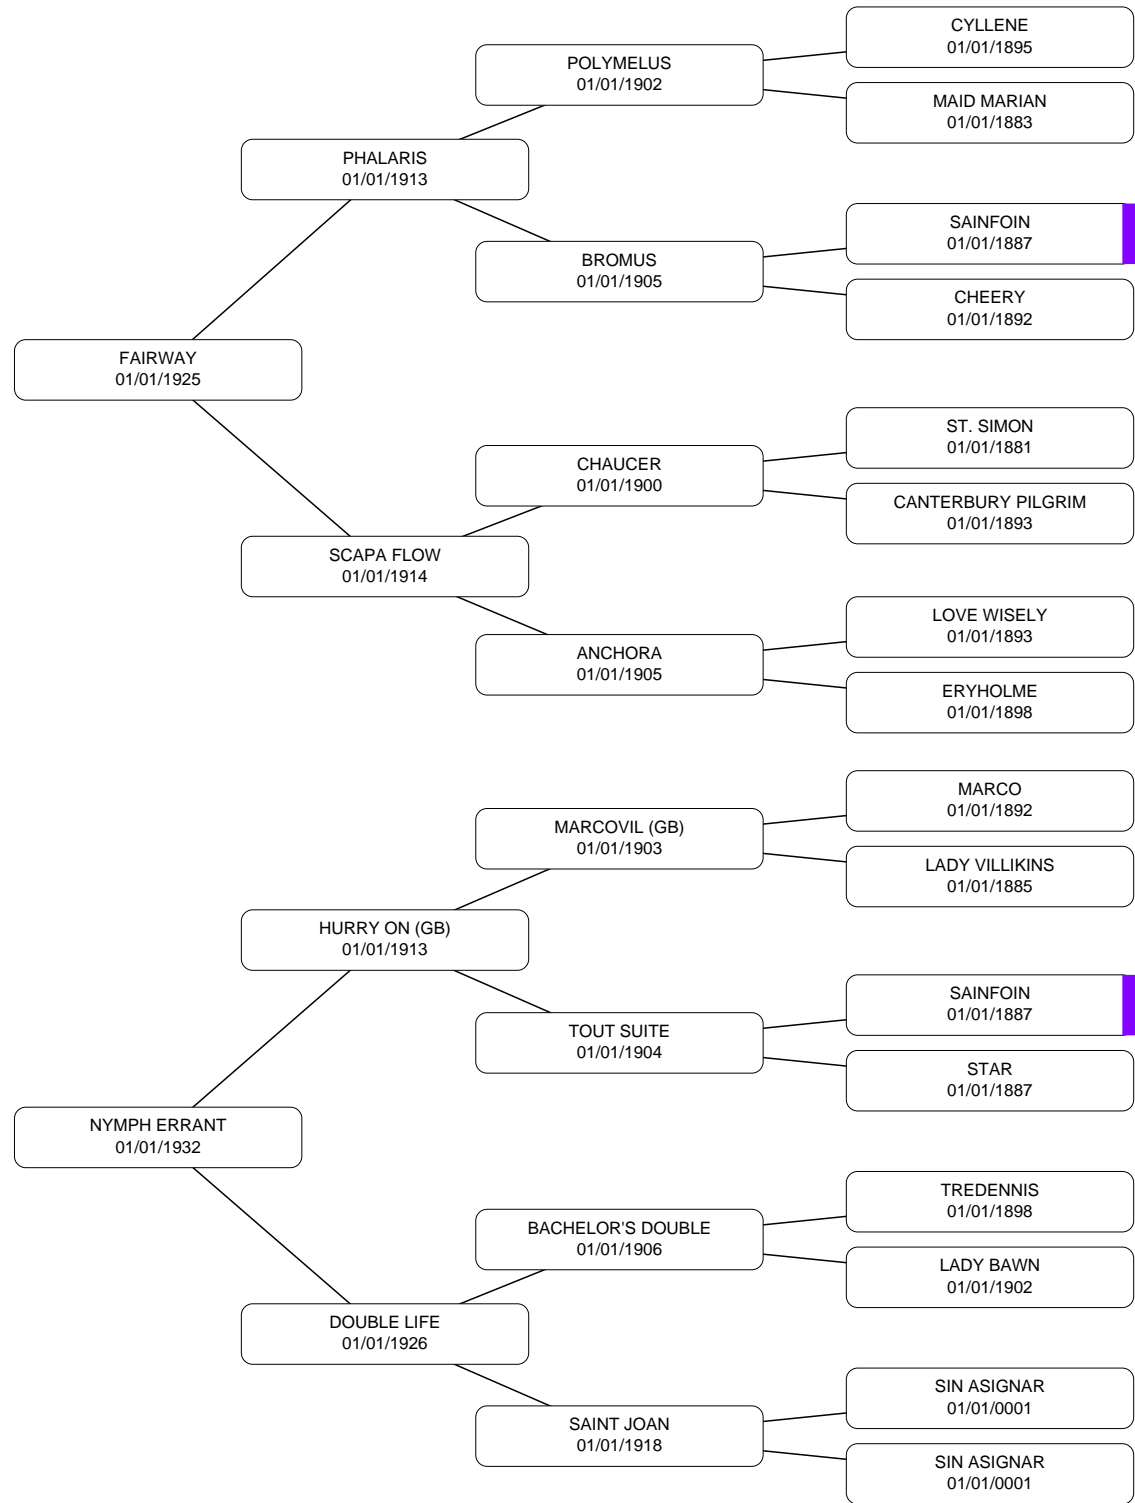 CYLLENE
01/01/1895
POLYMELUS
01/01/1902
MAID MARIAN
01/01/1883
PHALARIS
01/01/1913
SAINFOIN
01/01/1887
BROMUS
01/01/1905
CHEERY
01/01/1892
FAIRWAY
01/01/1925
ST. SIMON
01/01/1881
CHAUCER
01/01/1900
CANTERBURY PILGRIM
01/01/1893
SCAPA FLOW
01/01/1914
LOVE WISELY
01/01/1893
ANCHORA
01/01/1905
ERYHOLME
01/01/1898
MARCO
01/01/1892
MARCOVIL (GB)
01/01/1903
LADY VILLIKINS
01/01/1885
HURRY ON (GB)
01/01/1913
SAINFOIN
01/01/1887
TOUT SUITE
01/01/1904
STAR
01/01/1887
NYMPH ERRANT
01/01/1932
TREDENNIS
01/01/1898
BACHELOR'S DOUBLE
01/01/1906
LADY BAWN
01/01/1902
DOUBLE LIFE
01/01/1926
SIN ASIGNAR
01/01/0001
SAINT JOAN
01/01/1918
SIN ASIGNAR
01/01/0001